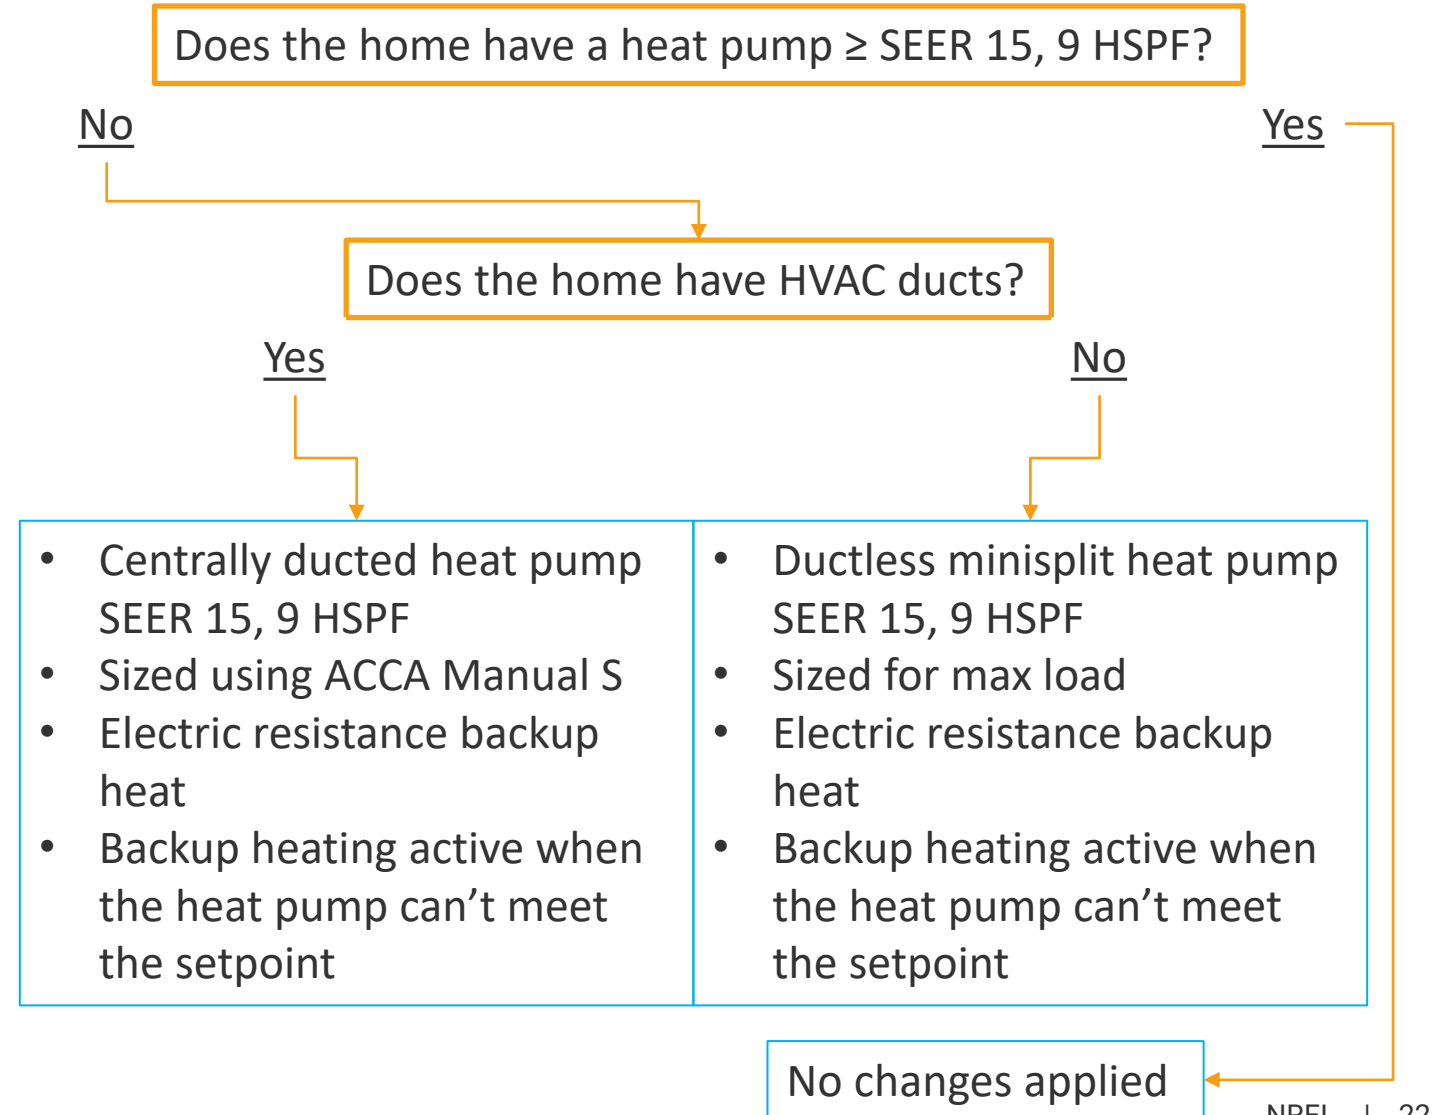 Does the home have a heat pump ≥ SEER 15, 9 HSPF?
No
Yes
Does the home have HVAC ducts?
Yes
No
• Centrally ducted heat pump
SEER 15, 9 HSPF
• Sized using ACCA Manual S
• Electric resistance backup
heat
• Backup heating active when
the heat pump can’t meet
the setpoint
• Ductless minisplit heat pump
SEER 15, 9 HSPF
• Sized for max load
• Electric resistance backup
heat
• Backup heating active when
the heat pump can’t meet
the setpoint
No changes applied
NREL | 22